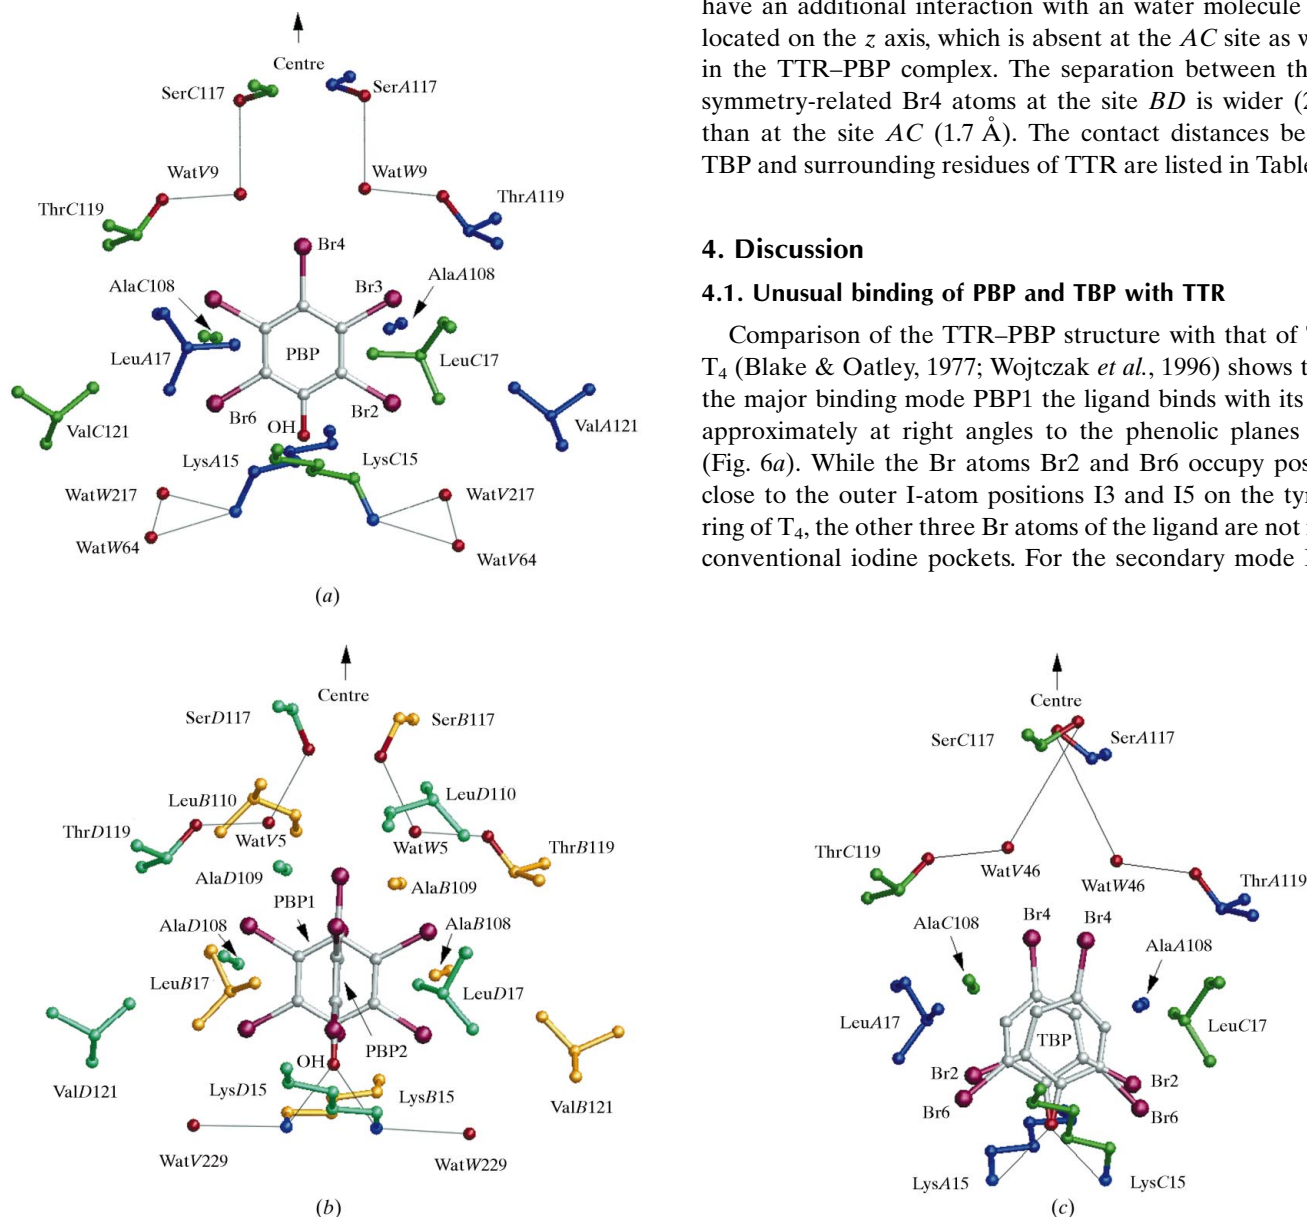 Centre
SerC117
SerA117
WatV9
WatW9
ThrC119
ThrA119
Br4
AlaC108
AlaA108
Br3
PBP
LeuA17
LeuC17
Br6
Br2
ValC121
OH
ValA121
LysA15
LysC15
WatW217
WatV217
WatW64
WatV64
(a)
have an additional interaction with an water molecule
located on the z axis, which is absent at the AC site as
in the TTR–PBP complex. The separation between
symmetry-related Br4 atoms at the site BD is wider
than at the site AC (1.7 Å). The contact distances
TBP and surrounding residues of TTR are listed in Table
4. Discussion
4.1. Unusual binding of PBP and TBP with TTR
Comparison of the TTR–PBP structure with that of
T₄ (Blake & Oatley, 1977; Wojtczak et al., 1996) shows
the major binding mode PBP1 the ligand binds with its
approximately at right angles to the phenolic planes
(Fig. 6a). While the Br atoms Br2 and Br6 occupy
close to the outer I-atom positions I3 and I5 on the
ring of T₄, the other three Br atoms of the ligand are not
conventional iodine pockets. For the secondary mode
Centre
SerD117
SerB117
LeuB110
LeuD110
ThrD119
WatV5
WatW5
ThrB119
AlaD109
AlaB109
PBP1
AlaD108
AlaB108
LeuB17
LeuD17
PBP2
OH
ValD121
ValB121
LysD15
LysB15
WatV229
WatW229
(b)
Centre
SerC117
SerA117
ThrC119
WatV46
WatW46
ThrA119
AlaC108
Br4
Br4
AlaA108
LeuA17
LeuC17
TBP
Br2
Br2
Br6
Br6
LysA15
LysC15
(c)